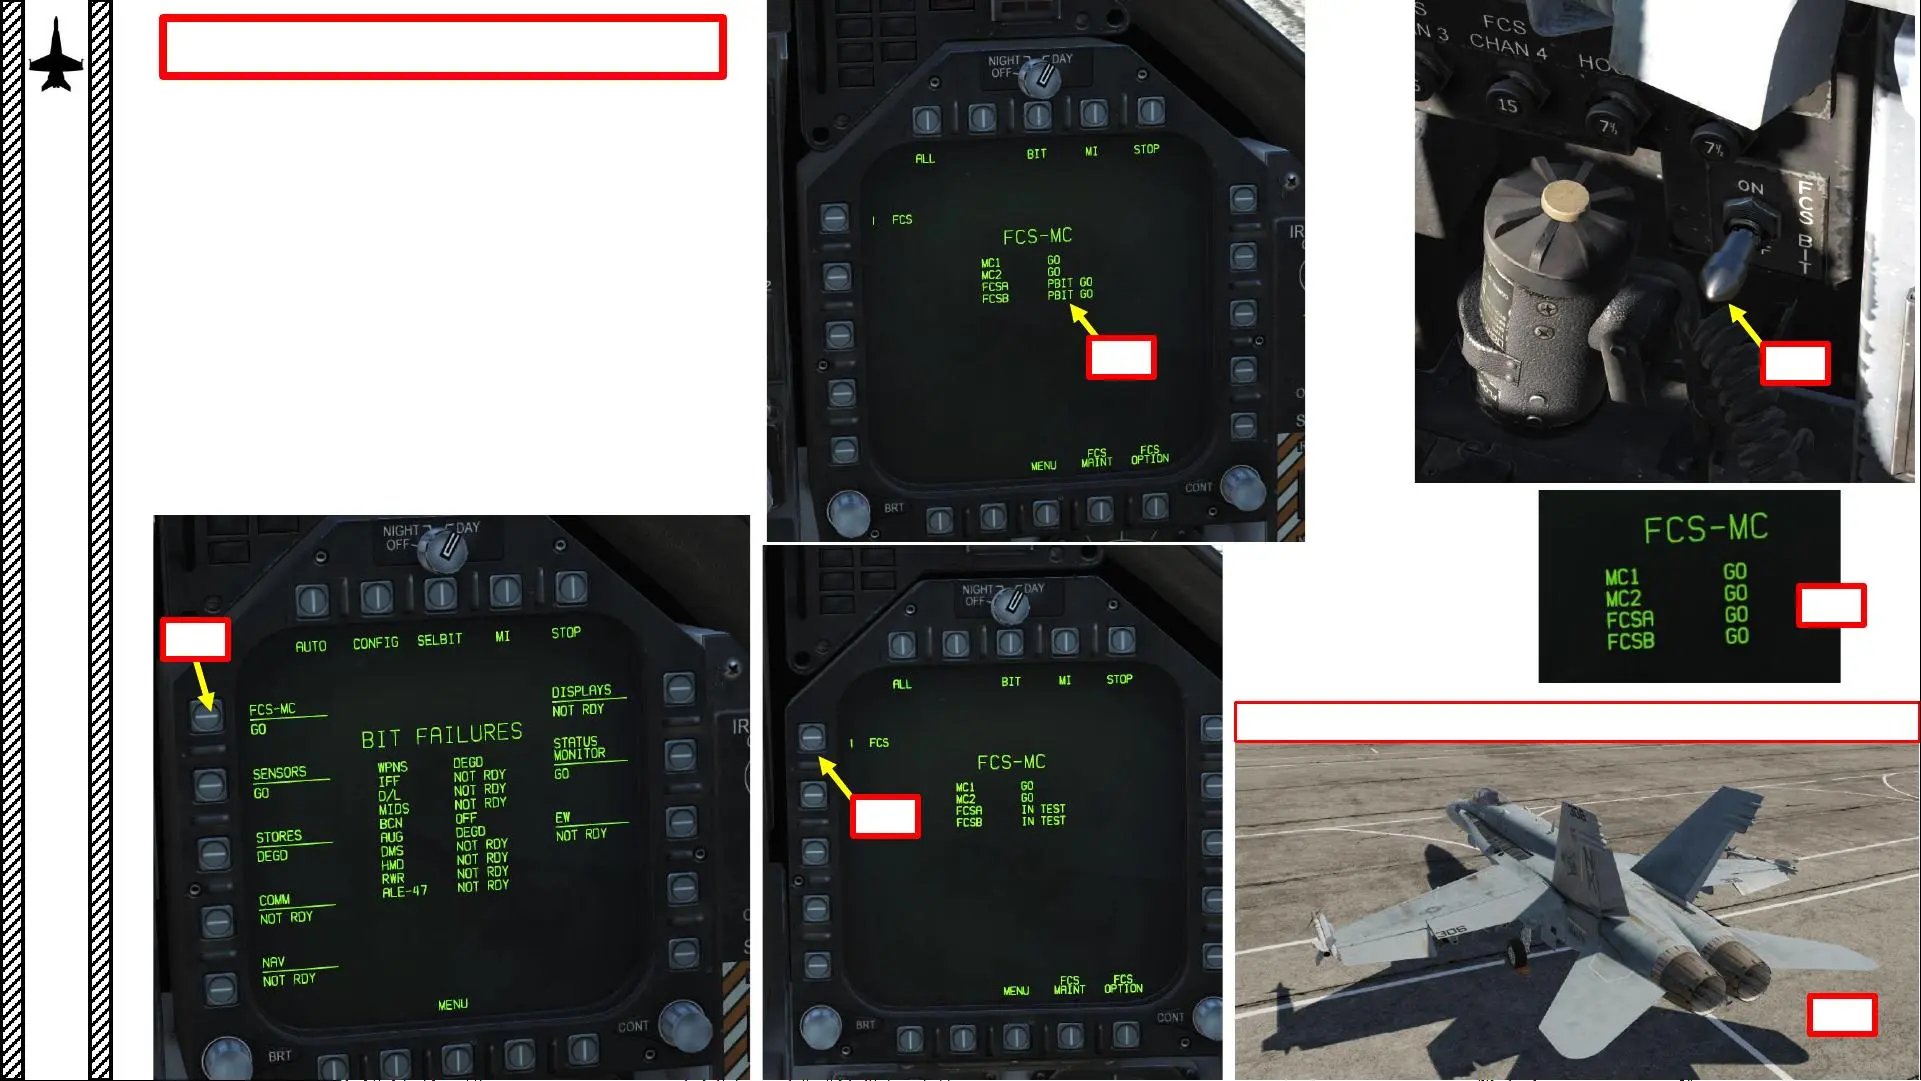 NIGHT
DAY
OFF
ALL
BIT
MI
STOP
FCS
FCS-MC
MC1 GO
MC2 GO
FCSA PBIT GO
FCSB PBIT GO
MENU
FCS
MAINT
FCS
OPTION
BRT
CONT
FCS
CHAN 4
15
7½
7½
ON
FCS BIT
FCS-MC
MC1 GO
MC2 GO
FCSA GO
FCSB GO
NIGHT
DAY
OFF
AUTO
CONFIG
SELBIT
MI
STOP
FCS-MC
GO
SENSORS
GO
STORES
DEGD
COMM
NOT RDY
NAV
NOT RDY
BIT FAILURES
WPNS DEGD
IFF NOT RDY
D/L NOT RDY
MIDS NOT RDY
BCN OFF
AUG DEGD
DMS NOT RDY
HMD NOT RDY
RWR NOT RDY
ALE-47 NOT RDY
DISPLAYS
NOT RDY
STATUS
MONITOR
GO
EW
NOT RDY
MENU
BRT
CONT
NIGHT
DAY
OFF
ALL
BIT
MI
STOP
FCS
FCS-MC
MC1 GO
MC2 GO
FCSA IN TEST
FCSB IN TEST
MENU
FCS
MAINT
FCS
OPTION
BRT
CONT
306
306